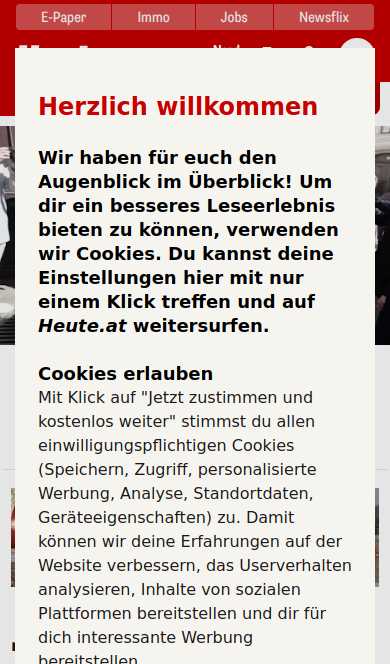 E-Paper Immo Jobs Newsflix
Herzlich willkommen
Wir haben für euch den
Augenblick im Überblick! Um
dir ein besseres Leseerlebnis
bieten zu können, verwenden
wir Cookies. Du kannst deine
Einstellungen hier mit nur
einem Klick treffen und auf
Heute.at weitersurfen.
Cookies erlauben
Mit Klick auf "Jetzt zustimmen und
kostenlos weiter" stimmst du allen
einwilligungspflichtigen Cookies
(Speichern, Zugriff, personalisierte
Werbung, Analyse, Standortdaten,
Geräteeigenschaften) zu. Damit
können wir deine Erfahrungen auf der
Website verbessern, das Userverhalten
analysieren, Inhalte von sozialen
Plattformen bereitstellen und dir für
dich interessante Werbung
bereitstellen